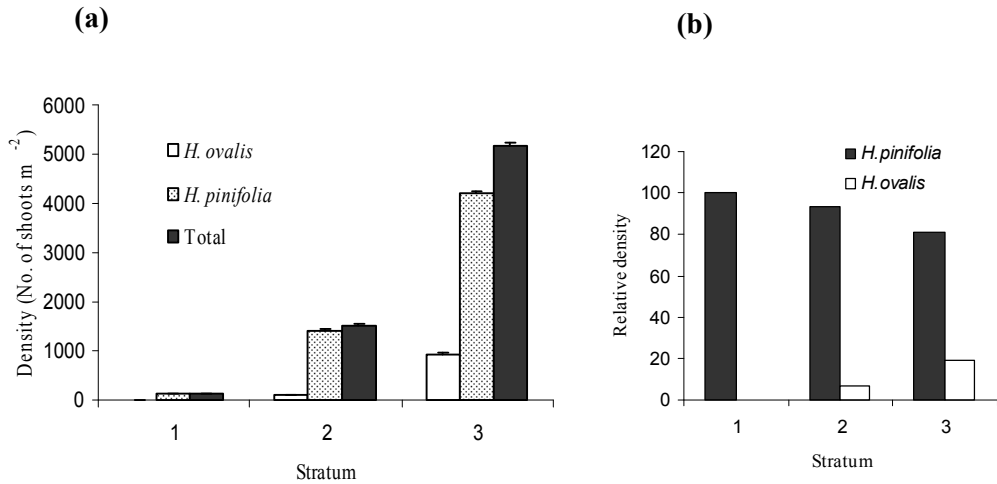 (a)
6000
5000
4000
3000
2000
1000
0
Density (No. of shoots m -2 )
H. ovalis
H. pinifolia
Total
1 2 3
Stratum
(b)
120
100
80
60
40
20
0
Relative density
H.pinifolia
H.ovalis
1 2 3
Stratum